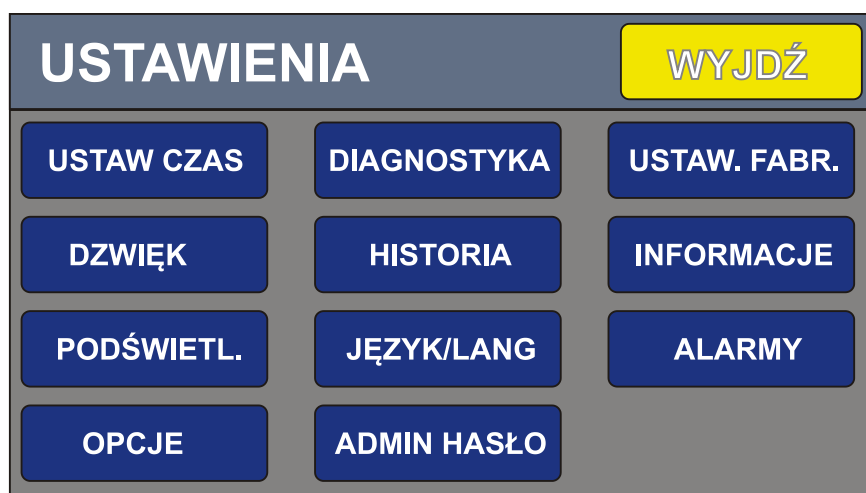 USTAWIENIA
WYJDŹ
USTAW CZAS
DIAGNOSTYKA
USTAW. FABR.
DZWIĘK
HISTORIA
INFORMACJE
PODŚWIETL.
JĘZYK/LANG
ALARMY
OPCJE
ADMIN HASŁO